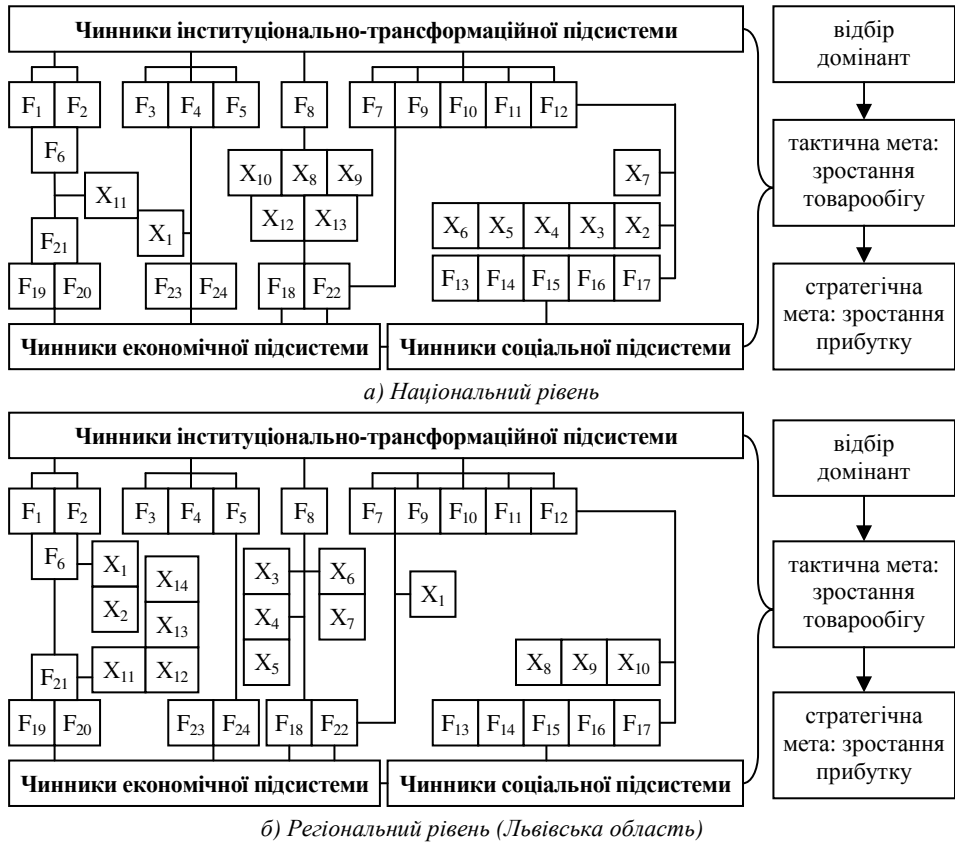 Чинники інституціонально-трансформаційної підсистеми
відбір
домінант
F1 F2 F3 F4 F5 F8 F7 F9 F10 F11 F12
F6
тактична мета:
зростання
товарообігу
X10 X8 X9
X7
X11
X12 X13
X6 X5 X4 X3 X2
X1
F21
F19 F20 F23 F24 F18 F22
F13 F14 F15 F16 F17
стратегічна
мета: зростання
прибутку
Чинники економічної підсистеми
Чинники соціальної підсистеми
а) Національний рівень
Чинники інституціонально-трансформаційної підсистеми
відбір
домінант
F1 F2 F3 F4 F5 F8 F7 F9 F10 F11 F12
F6
X1
X14
X3
X6
X1
тактична мета:
зростання
товарообігу
X2
X13
X4
X7
F21
X11 X12
X5
X8 X9 X10
F19 F20 F23 F24 F18 F22
F13 F14 F15 F16 F17
стратегічна
мета: зростання
прибутку
Чинники економічної підсистеми
Чинники соціальної підсистеми
б) Регіональний рівень (Львівська область)